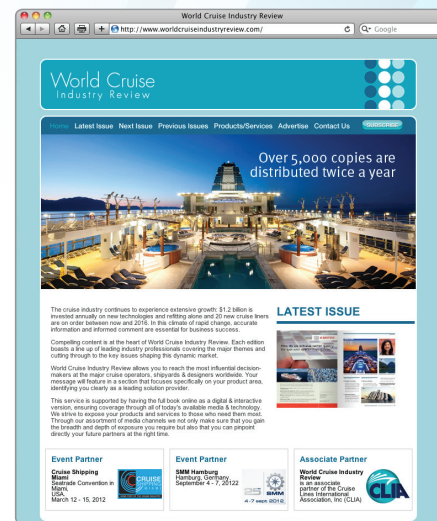 World Cruise Industry Review
http://www.worldcruiseindustryreview.com/
Google
World Cruise
Industry Review
Home Latest Issue Next Issue Previous Issues Products/Services Advertise Contact Us SUBSCRIBE
Over 5,000 copies are
distributed twice a year
The cruise industry continues to experience extensive growth: $1.2 billion is
invested annually on new technologies and refitting alone and 20 new cruise liners
are on order between now and 2016. In this climate of rapid change, accurate
information and informed comment are essential for business success.
Compelling content is at the heart of World Cruise Industry Review. Each edition
boasts a line up of leading industry professionals covering the major themes and
cutting through to the key issues shaping this dynamic market.
World Cruise Industry Review allows you to reach the most influential decision-
makers at the major cruise operators, shipyards & designers worldwide. Your
message will feature in a section that focuses specifically on your product area,
identifying you clearly as a leading solution provider.
This service is supported by having the full book online as a digital & interactive
version, ensuring coverage through all of today's available media & technology.
We strive to expose your products and services to those who need them most.
Through our assortment of media channels we not only make sure that you gain
the breadth and depth of exposure you require but also that you can pinpoint
directly your future partners at the right time.
LATEST ISSUE
Event Partner
Cruise Shipping
Miami
Seatrade Convention in
Miami,
USA.
March 12 - 15, 2012
CRUISE
SHIPPING
Event Partner
SMM Hamburg
Hamburg, Germany,
September 4 - 7, 20122
SMM
4-7 sept 2012
Associate Partner
World Cruise Industry
Review
is an associate
partner of the Cruise
Lines International
Association, Inc (CLIA)
CLIA